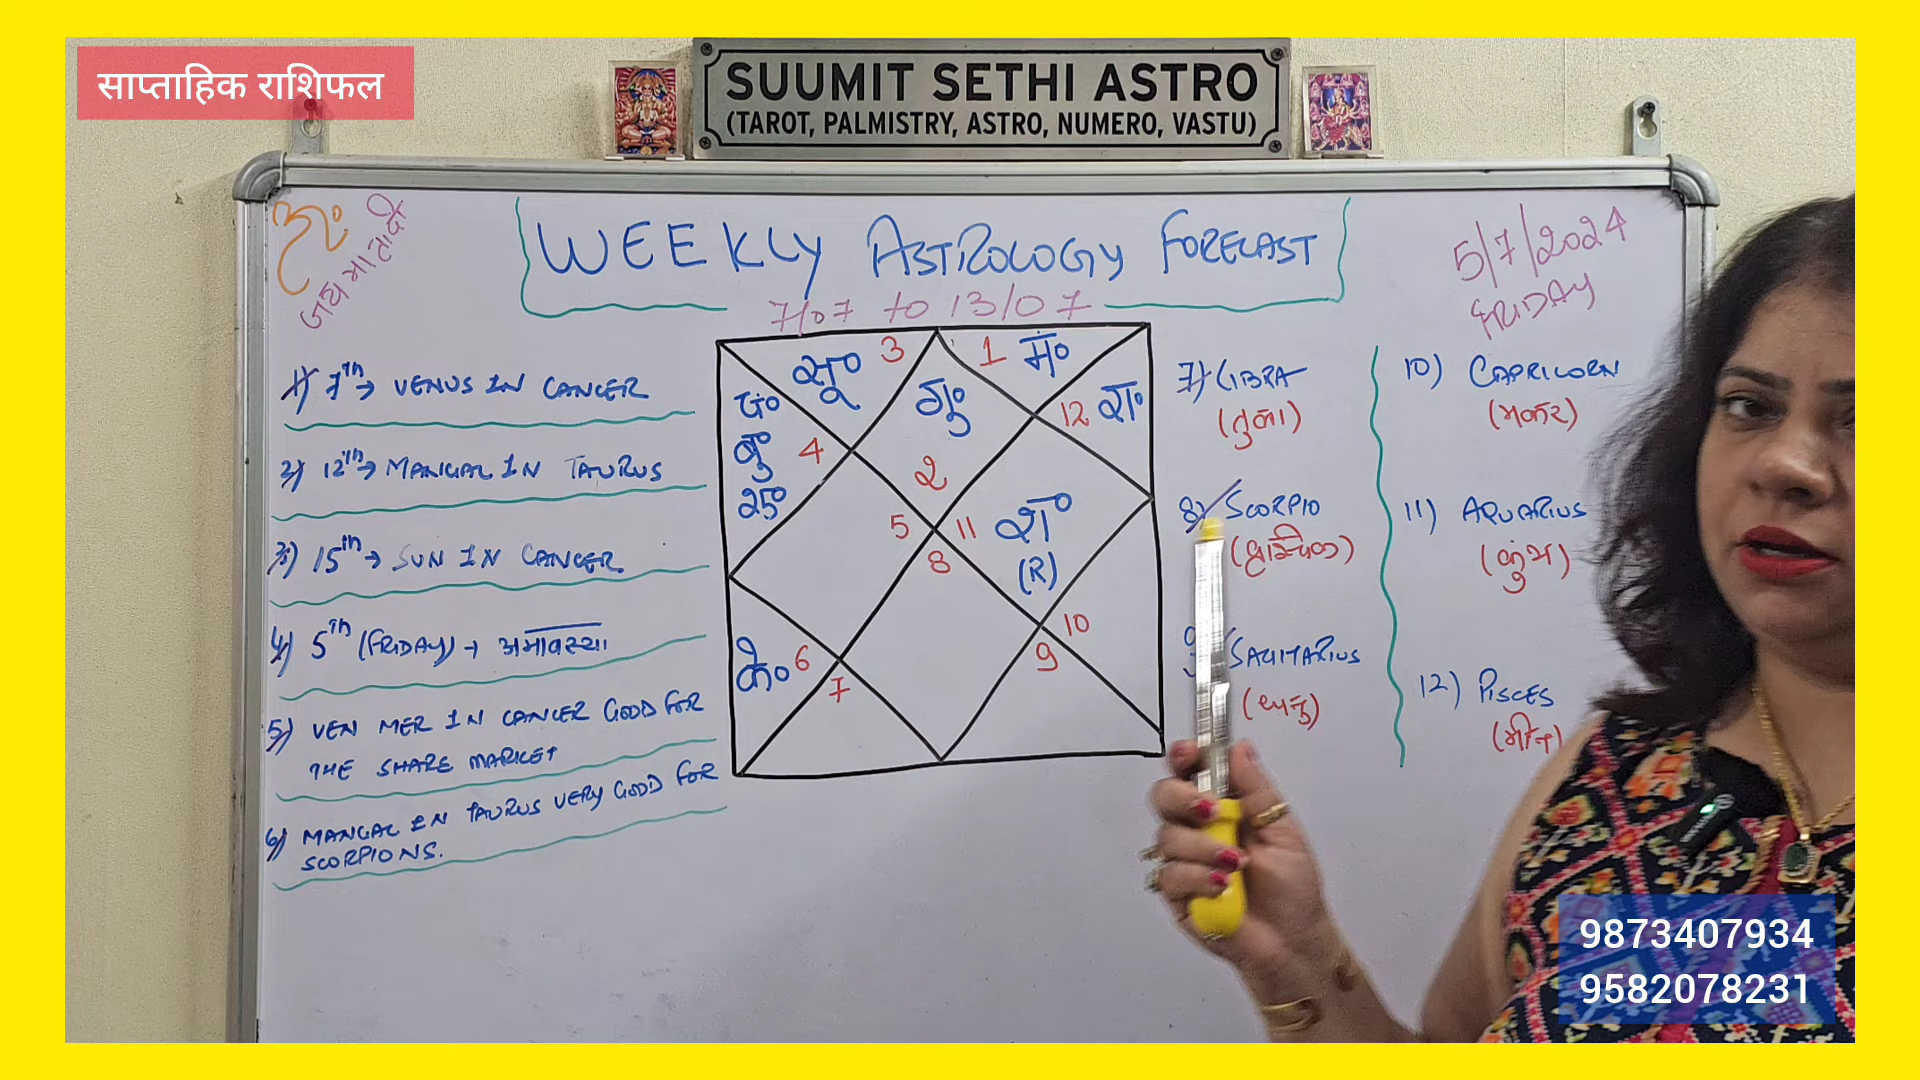 साप्ताहिक राशिफल
SUUMIT SETHI ASTRO
(TAROT, PALMISTRY, ASTRO, NUMERO, VASTU)
ॐ
जय माता दी
WEEKLY ASTROLOGY FORECAST
7/07 to 13/07
5/7/2024
FRIDAY
1) 7th → VENUS IN CANCER
2) 12th → MANGAL IN TAURUS
3) 15th → SUN IN CANCER
4) 5th (FRIDAY) → अमावस्या
5) VEN MER IN CANCER GOOD FOR
THE SHARE MARKET
6) MANGAL IN TAURUS VERY GOOD FOR
SCORPIONS.
सू० 3
1 मं०
चं०
बु०
शु०
4
गु०
2
12 रा०
5
11 श०
(R)
8
के० 6
7
9
10
7) LIBRA
(तुला)
8) SCORPIO
(वृश्चिक)
9) SAGITARIUS
(धनु)
10) CAPRICORN
(मकर)
11) AQUARIUS
(कुंभ)
12) PISCES
(मीन)
9873407934
9582078231